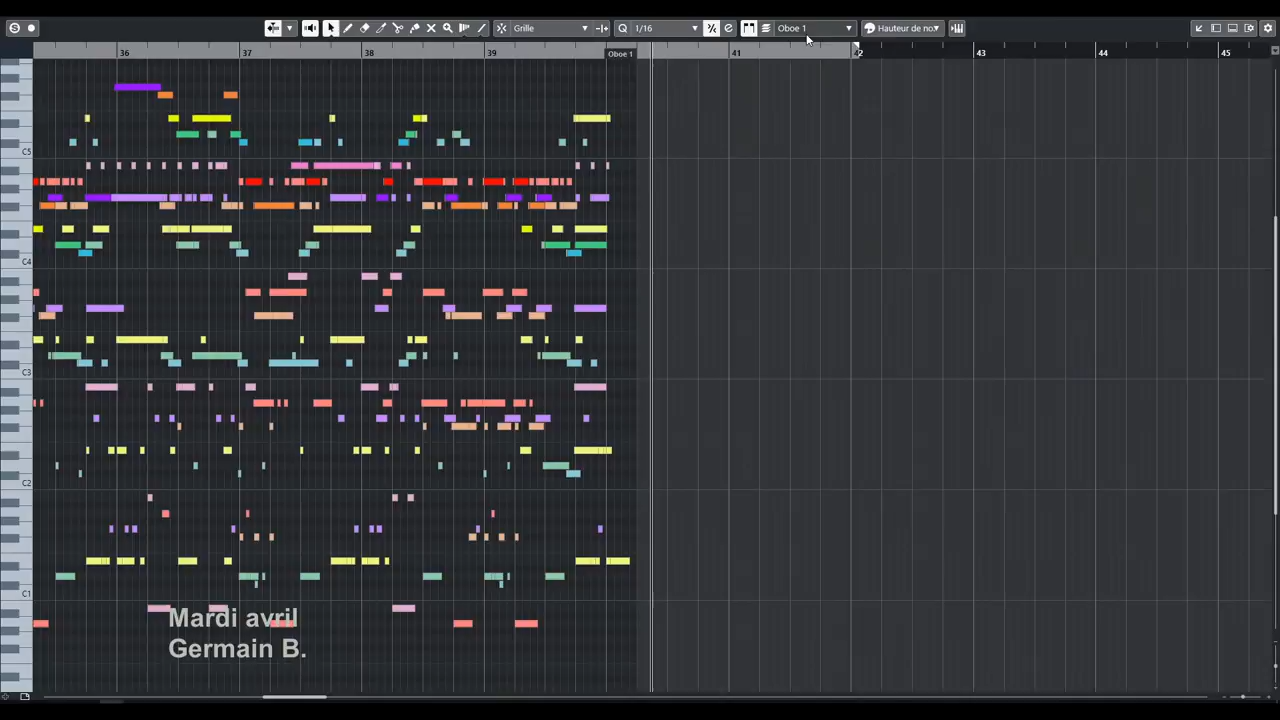 Grille
1/16
Oboe 1
Hauteur de no
36 37 38 39 41 42 43 44 45
Oboe 1
C5
C4
C3
C2
C1
Mardi avril
Germain B.